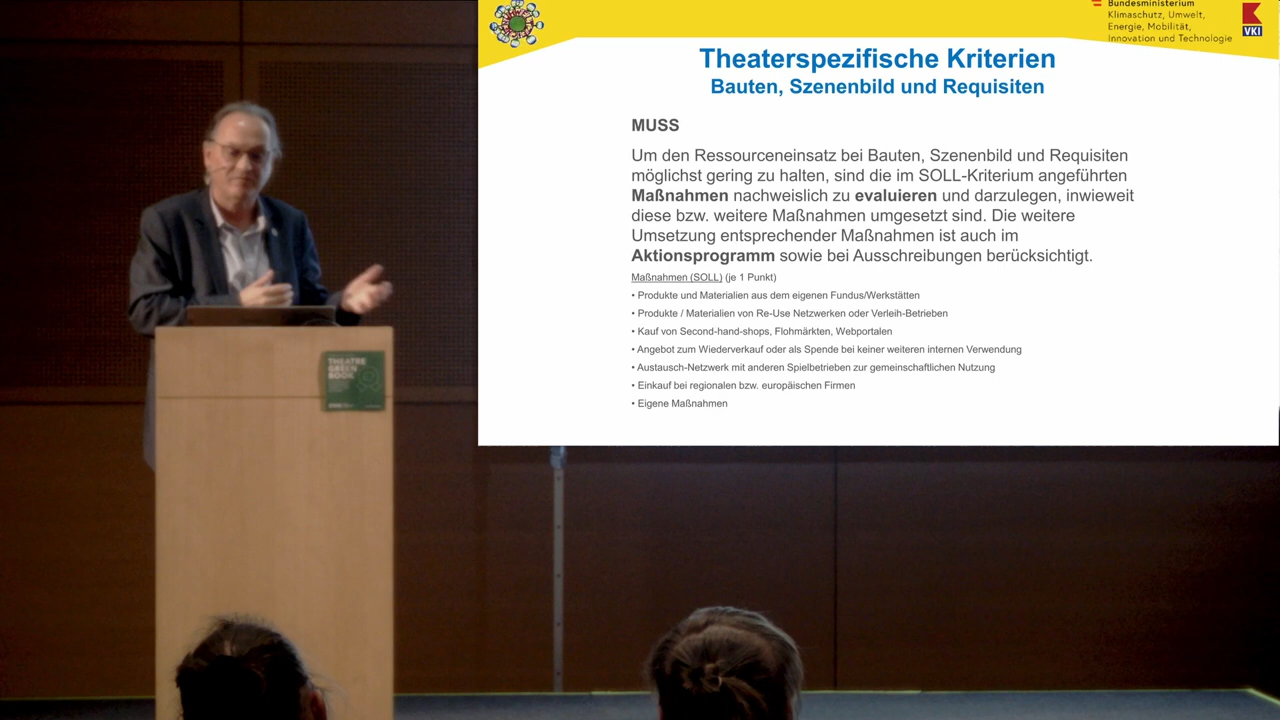 Bundesministerium
Klimaschutz, Umwelt,
Energie, Mobilität,
Innovation und Technologie
VKI
Theaterspezifische Kriterien
Bauten, Szenenbild und Requisiten
MUSS
Um den Ressourceneinsatz bei Bauten, Szenenbild und Requisiten
möglichst gering zu halten, sind die im SOLL-Kriterium angeführten
Maßnahmen nachweislich zu evaluieren und darzulegen, inwieweit
diese bzw. weitere Maßnahmen umgesetzt sind. Die weitere
Umsetzung entsprechender Maßnahmen ist auch im
Aktionsprogramm sowie bei Ausschreibungen berücksichtigt.
Maßnahmen (SOLL) (je 1 Punkt)
• Produkte und Materialien aus dem eigenen Fundus/Werkstätten
• Produkte / Materialien von Re-Use Netzwerken oder Verleih-Betrieben
• Kauf von Second-hand-shops, Flohmärkten, Webportalen
• Angebot zum Wiederverkauf oder als Spende bei keiner weiteren internen Verwendung
• Austausch-Netzwerk mit anderen Spielbetrieben zur gemeinschaftlichen Nutzung
• Einkauf bei regionalen bzw. europäischen Firmen
• Eigene Maßnahmen
THEATRE
GREEN
BOOK